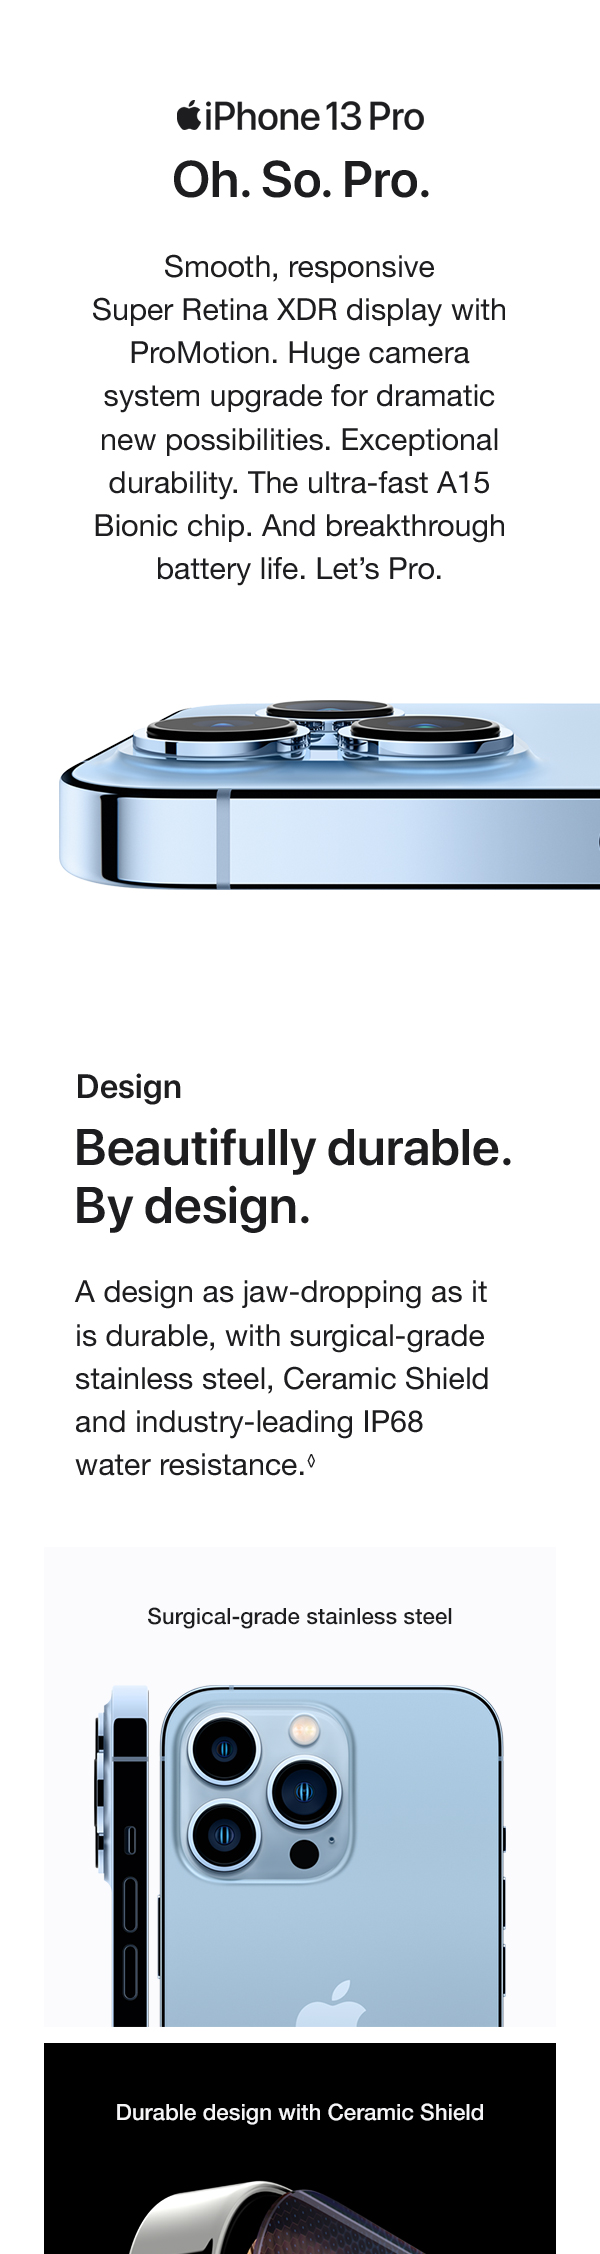 iPhone 13 Pro
Oh. So. Pro.
Smooth, responsive
Super Retina XDR display with
ProMotion. Huge camera
system upgrade for dramatic
new possibilities. Exceptional
durability. The ultra-fast A15
Bionic chip. And breakthrough
battery life. Let’s Pro.
Design
Beautifully durable.
By design.
A design as jaw-dropping as it
is durable, with surgical-grade
stainless steel, Ceramic Shield
and industry-leading IP68
water resistance.◊
Surgical-grade stainless steel
Durable design with Ceramic Shield